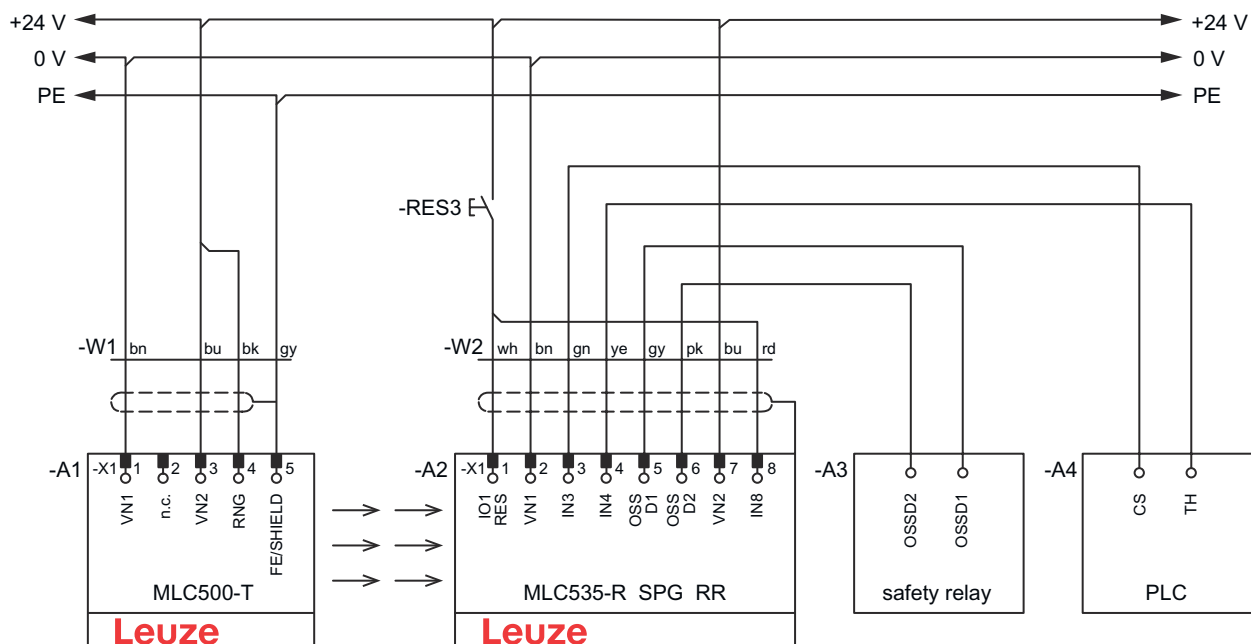 +24 V +24 V
0 V 0 V
PE PE
-RES3
-W1 bn bu bk gy
-W2 wh bn gn ye gy pk bu rd
-A1 -X1 1 2 3 4 5
VN1
n.c.
VN2
RNG
FE/SHIELD
MLC500-T
Leuze
-A2 -X1 1 2 3 4 5 6 7 8
IO1
RES
VN1
IN3
IN4
OSS
D1
OSS
D2
VN2
IN8
MLC535-R SPG RR
Leuze
-A3
OSSD2
OSSD1
safety relay
-A4
CS
TH
PLC